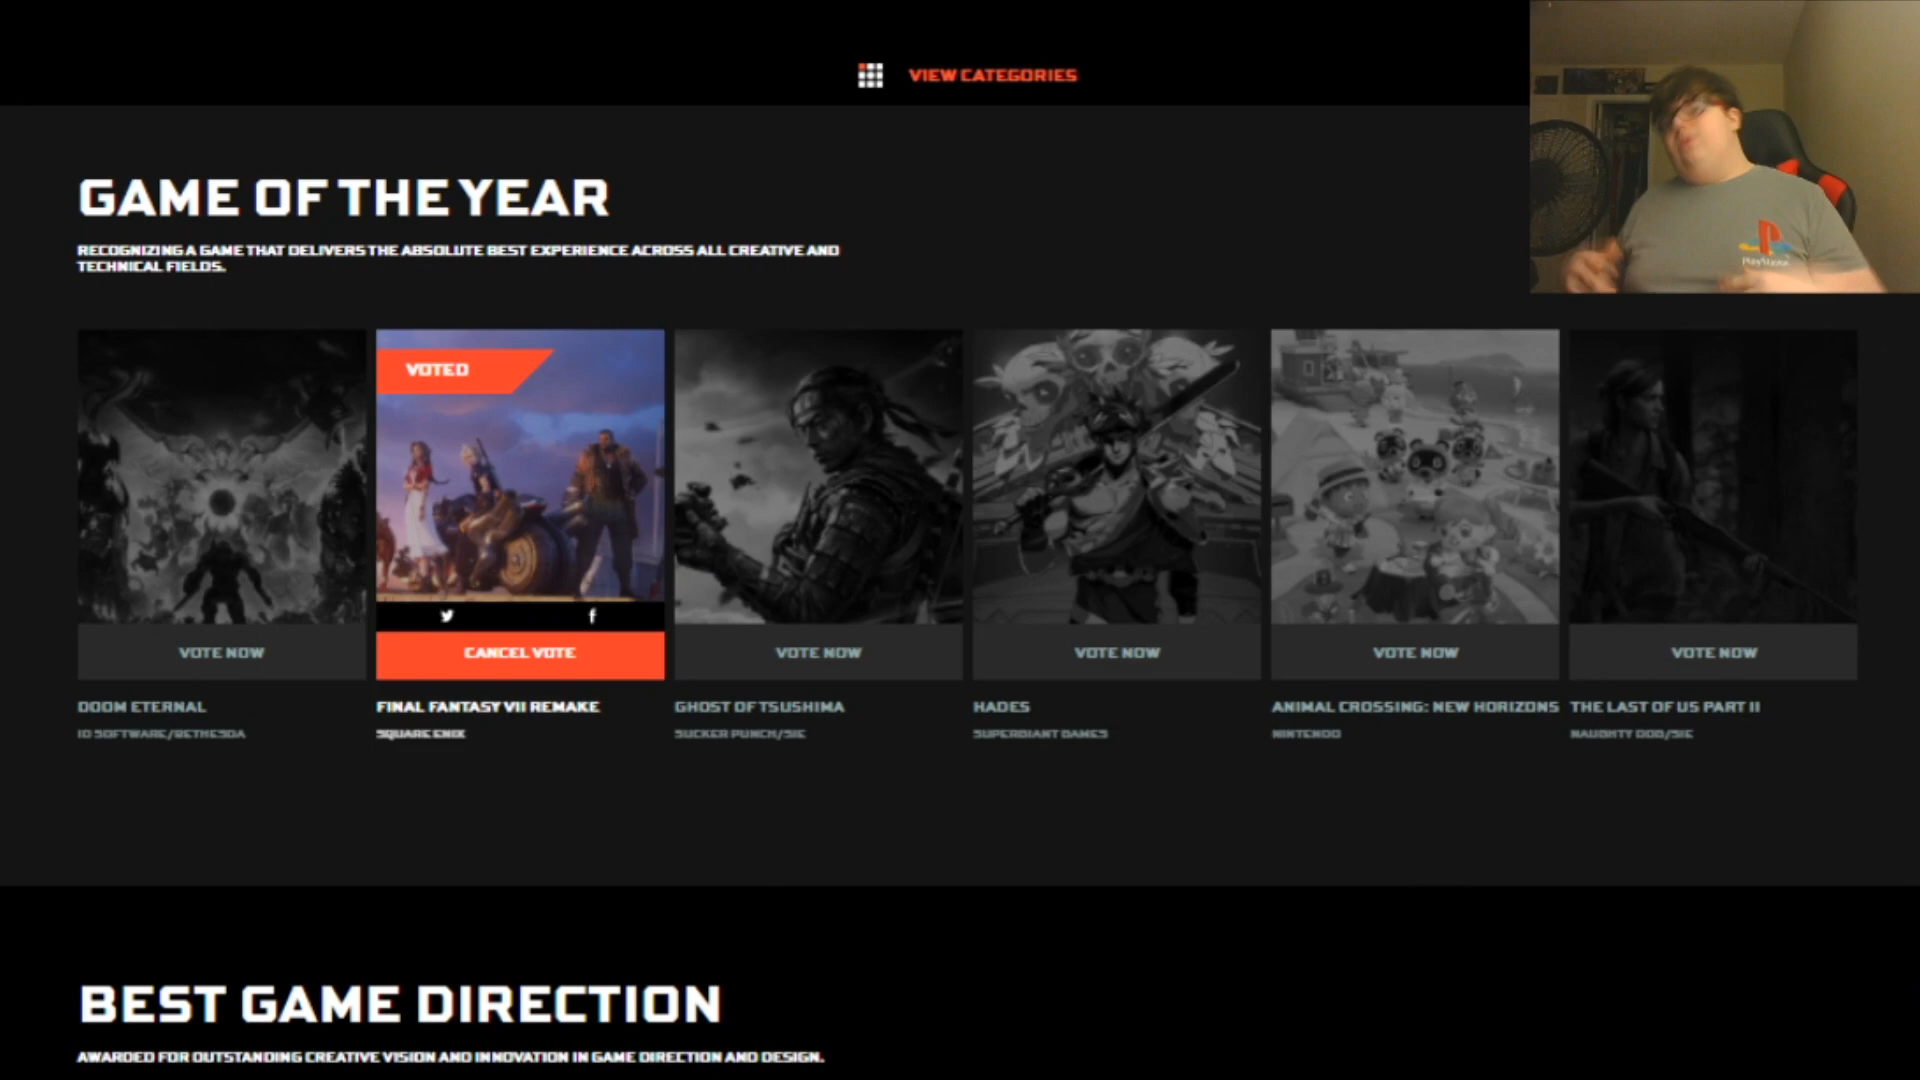 VIEW CATEGORIES
GAME OF THE YEAR
RECOGNIZING A GAME THAT DELIVERS THE ABSOLUTE BEST EXPERIENCE ACROSS ALL CREATIVE AND
TECHNICAL FIELDS.
PlayStation
VOTED
VOTE NOW
CANCEL VOTE
VOTE NOW
VOTE NOW
VOTE NOW
VOTE NOW
DOOM ETERNAL
FINAL FANTASY VII REMAKE
GHOST OF TSUSHIMA
HADES
ANIMAL CROSSING: NEW HORIZONS
THE LAST OF US PART II
ID SOFTWARE/BETHESDA
SQUARE ENIX
SUCKER PUNCH/SIE
SUPERGIANT GAMES
NINTENDO
NAUGHTY DOG/SIE
BEST GAME DIRECTION
AWARDED FOR OUTSTANDING CREATIVE VISION AND INNOVATION IN GAME DIRECTION AND DESIGN.